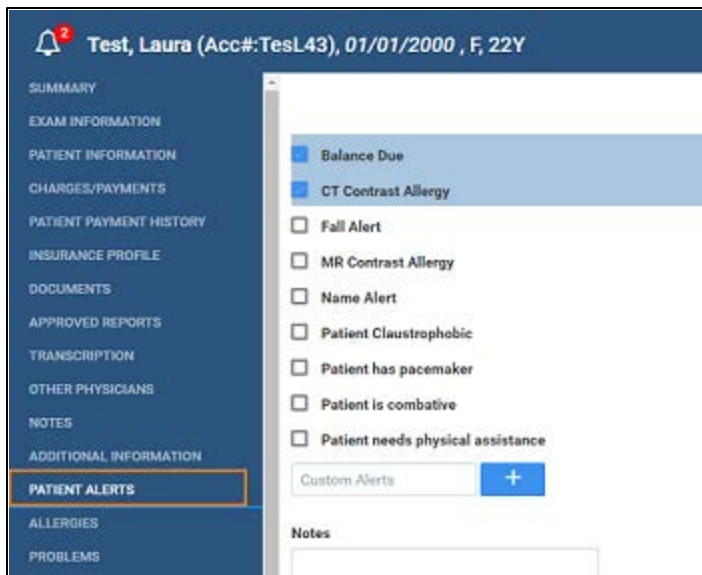 2
Test, Laura (Acc#:TesL43), 01/01/2000 , F, 22Y
SUMMARY
EXAM INFORMATION
PATIENT INFORMATION
CHARGES/PAYMENTS
PATIENT PAYMENT HISTORY
INSURANCE PROFILE
DOCUMENTS
APPROVED REPORTS
TRANSCRIPTION
OTHER PHYSICIANS
NOTES
ADDITIONAL INFORMATION
PATIENT ALERTS
ALLERGIES
PROBLEMS
Balance Due
CT Contrast Allergy
Fall Alert
MR Contrast Allergy
Name Alert
Patient Claustrophobic
Patient has pacemaker
Patient is combative
Patient needs physical assistance
Custom Alerts +
Notes